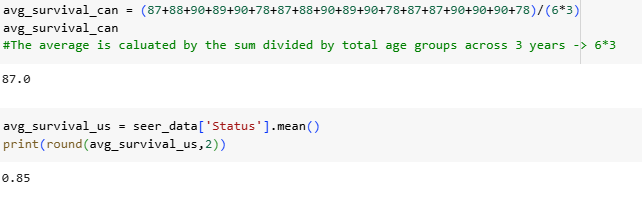 avg_survival_can = (87+88+90+89+90+78+87+88+90+89+90+78+87+87+90+90+90+78)/(6*3)
avg_survival_can
#The average is caluated by the sum divided by total age groups across 3 years -> 6*3
87.0
avg_survival_us = seer_data['Status'].mean()
print(round(avg_survival_us,2))
0.85